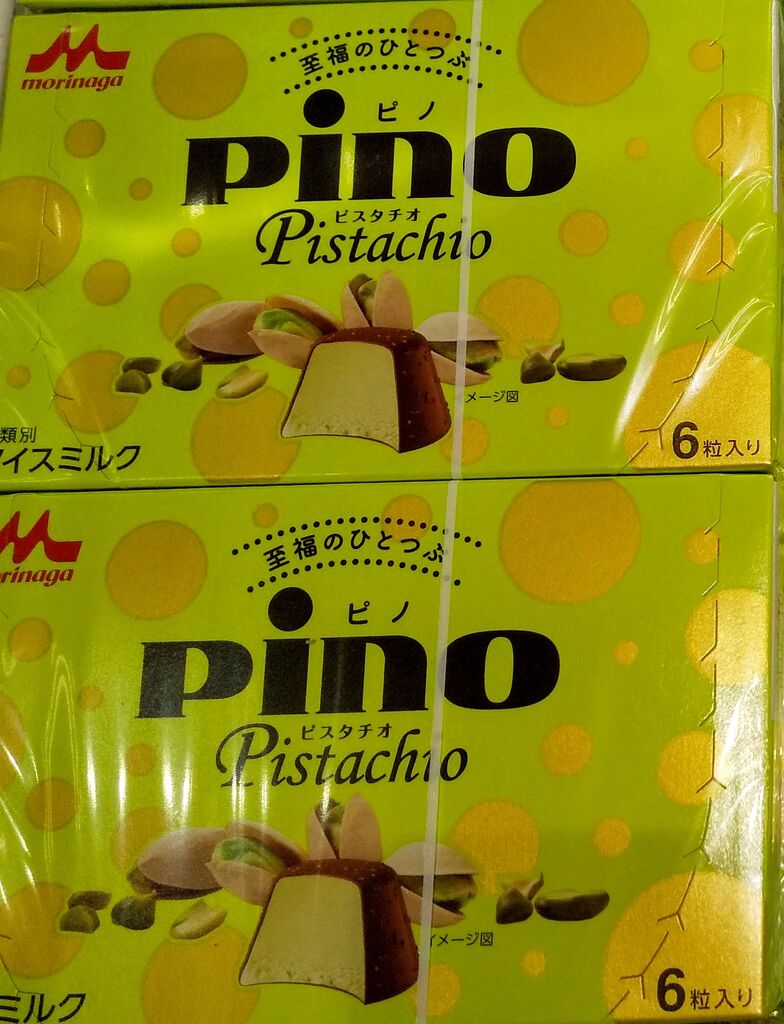 morinaga
至福のひとつぶ
ピノ
pino
ピスタチオ
Pistachio
メージ図
類別
アイスミルク
6粒入り
rinaga
至福のひとつぶ
ピノ
pino
ピスタチオ
Pistachio
イメージ図
ミルク
6粒入り